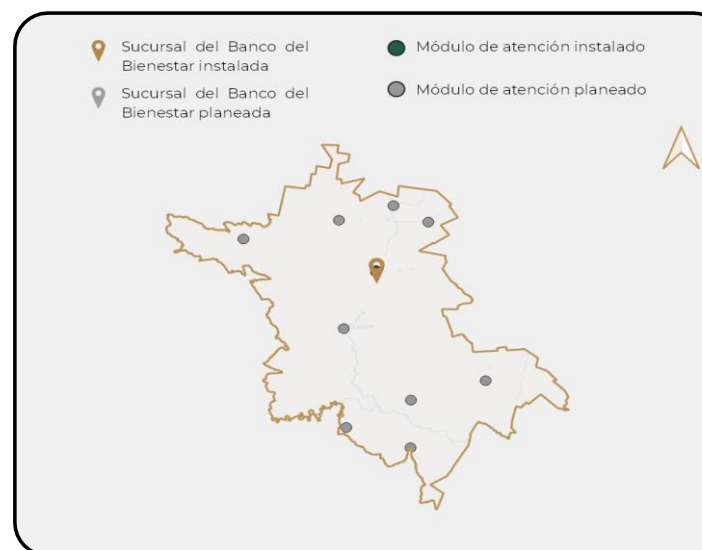 Sucursal del Banco del
Bienestar instalada
Sucursal del Banco del
Bienestar planeada
Módulo de atención instalado
Módulo de atención planeado